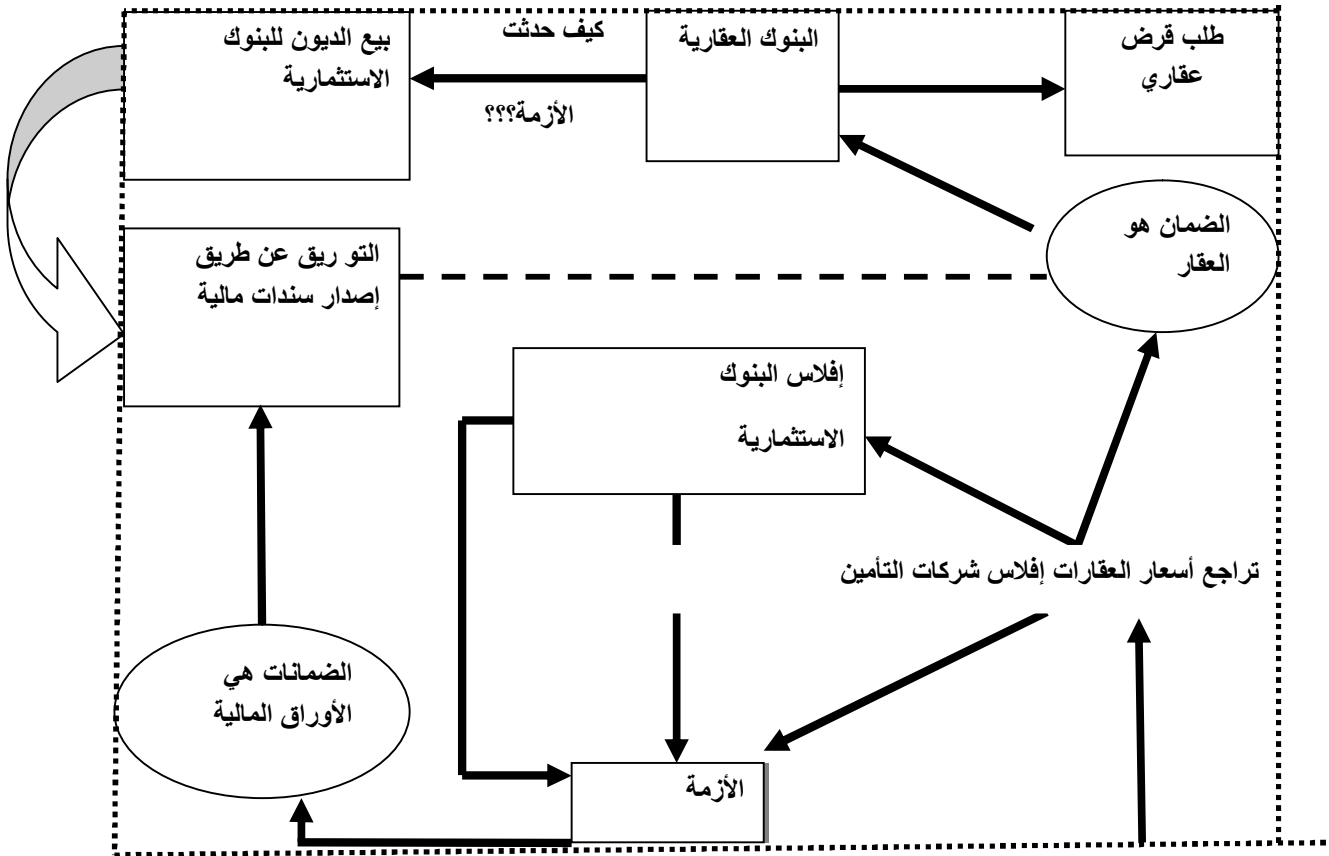 طلب قرض
عقاري
البنوك العقارية
كيف حدثت
الأزمة؟؟؟
بيع الديون للبنوك
الاستثمارية
الضمان هو
العقار
التو ريق عن طريق
إصدار سندات مالية
إفلاس البنوك
الاستثمارية
تراجع أسعار العقارات إفلاس شركات التأمين
الضمانات هي
الأوراق المالية
الأزمة